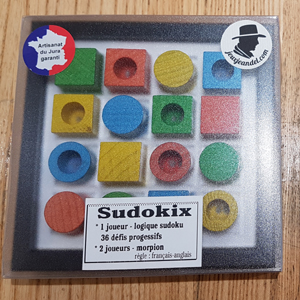 Artisanat
du Jura
garanti
jeujeandel.com
Sudokix
* 1 joueur - logique sudoku
36 défis progessifs
* 2 joueurs - morpion
règle : français-anglais